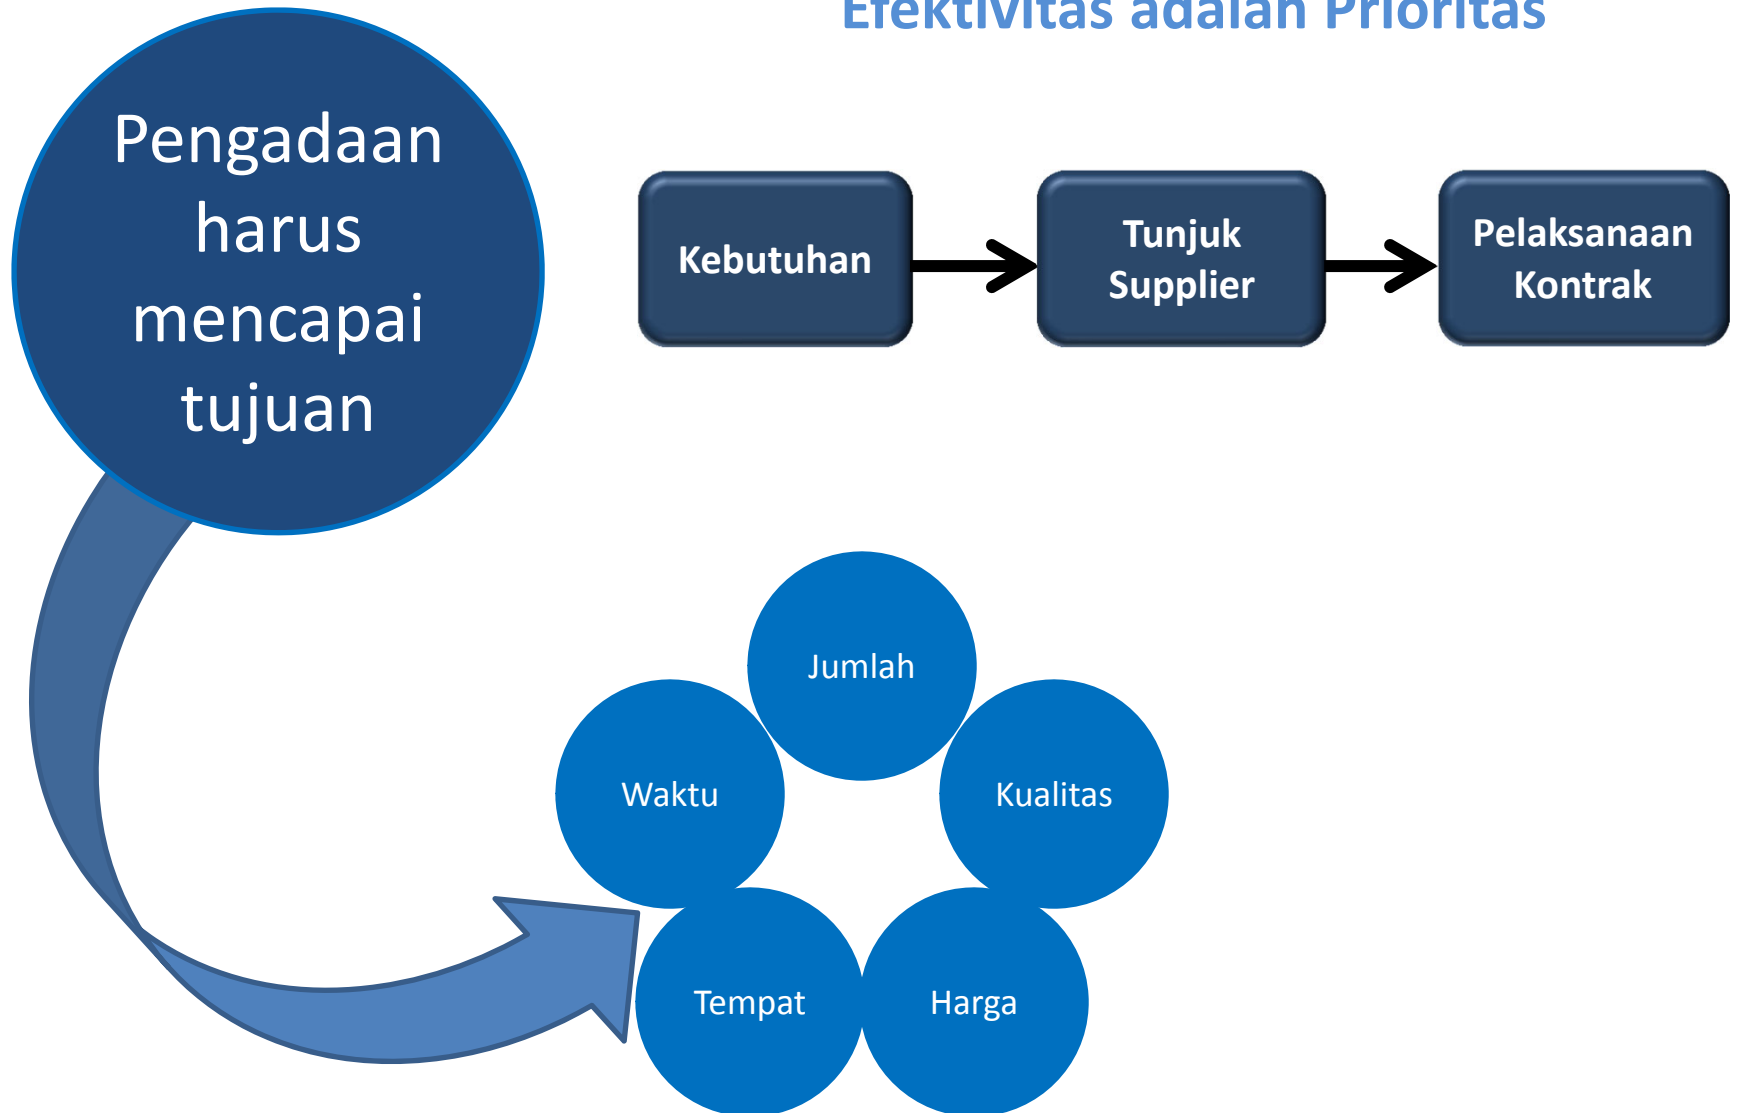 Efektivitas adalah Prioritas
Pengadaan
harus
mencapai
tujuan
Kebutuhan
Tunjuk
Supplier
Pelaksanaan
Kontrak
Jumlah
Waktu
Kualitas
Tempat
Harga